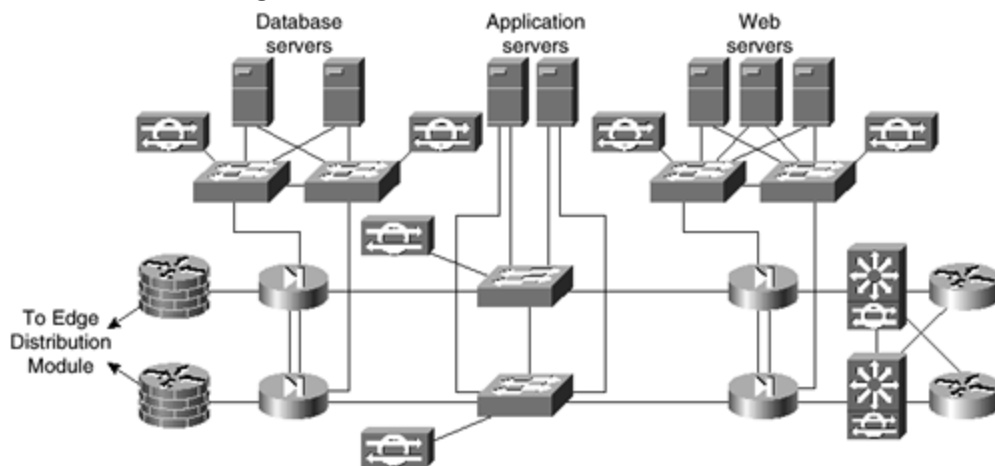 Database
servers
Application
servers
Web
servers
To Edge
Distribution
Module